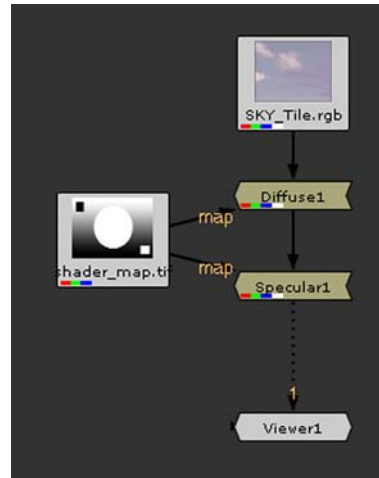 SKY_Tile.rgb
Diffuse1
map
shader_map.tif
map
Specular1
1
Viewer1